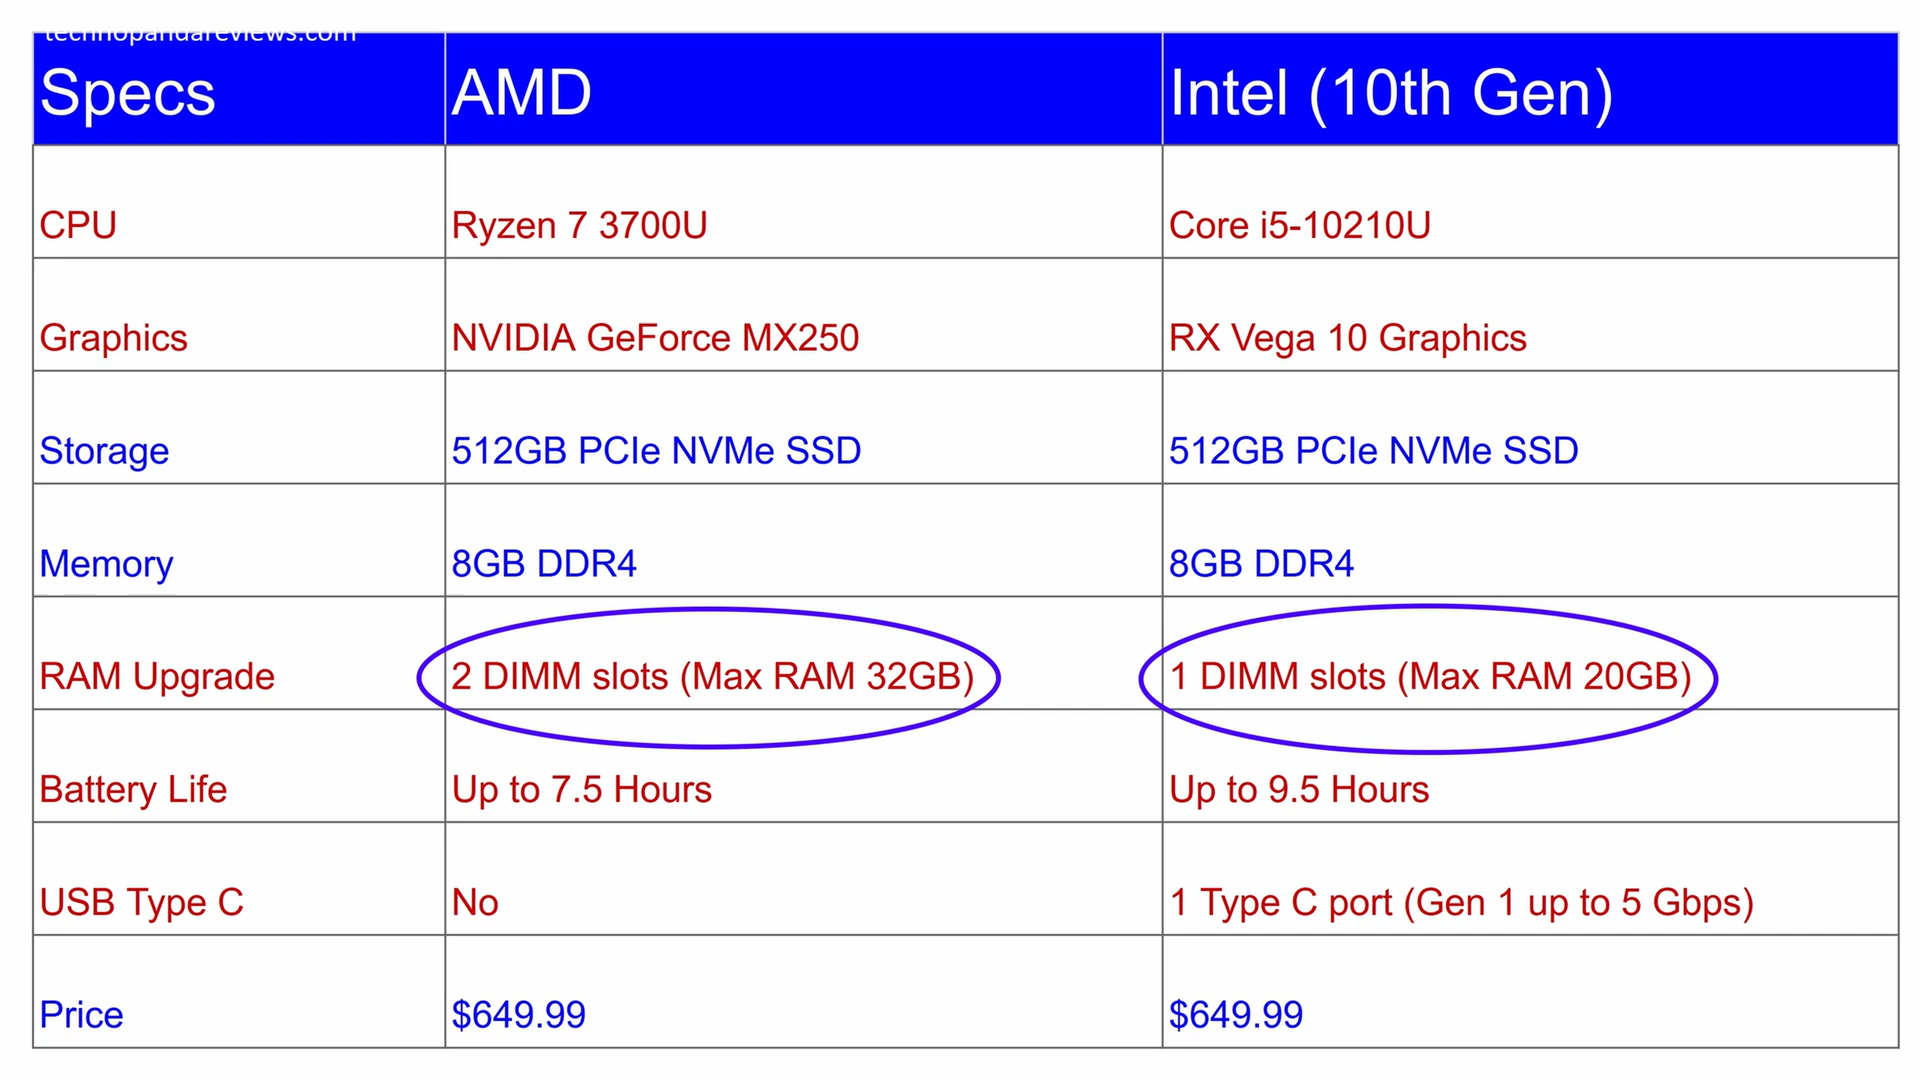 technopandareviews.com
Specs AMD Intel (10th Gen)
CPU Ryzen 7 3700U Core i5-10210U
Graphics NVIDIA GeForce MX250 RX Vega 10 Graphics
Storage 512GB PCIe NVMe SSD 512GB PCIe NVMe SSD
Memory 8GB DDR4 8GB DDR4
RAM Upgrade 2 DIMM slots (Max RAM 32GB) 1 DIMM slots (Max RAM 20GB)
Battery Life Up to 7.5 Hours Up to 9.5 Hours
USB Type C No 1 Type C port (Gen 1 up to 5 Gbps)
Price $649.99 $649.99